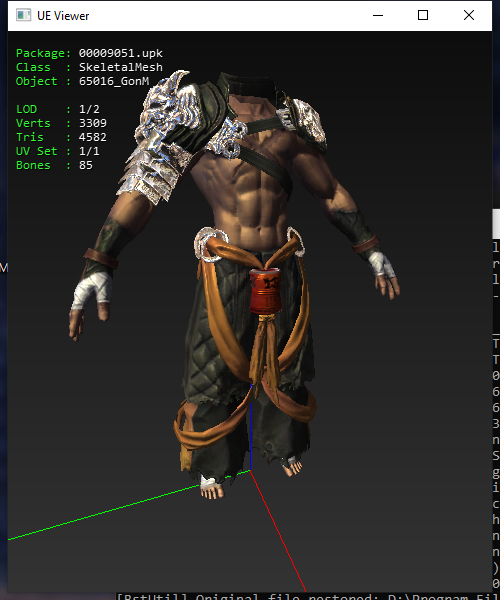 UE Viewer
Package: 00009051.upk
Class : SkeletalMesh
Object : 65016_GonM
LOD : 1/2
Verts : 3309
Tris : 4582
UV Set : 1/1
Bones : 85
M
[BstUtil] Original file restored: D:\Program Fil